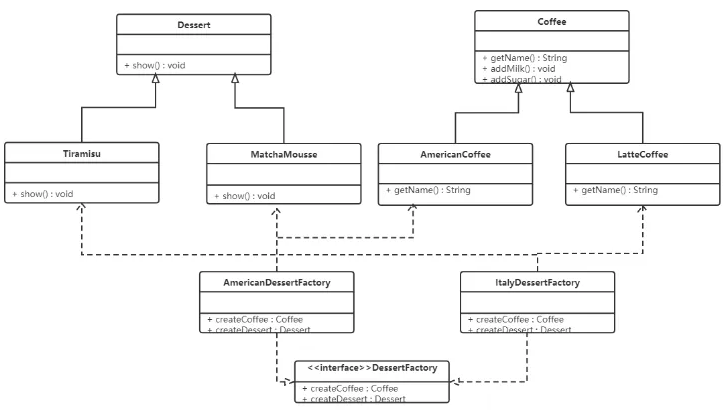 Dessert
+ show() : void
Coffee
+ getName() : String
+ addMilk() : void
+ addSugar() : void
Tiramisu
+ show() : void
MatchaMousse
+ show() : void
AmericanCoffee
+ getName() : String
LatteCoffee
+ getName() : String
AmericanDessertFactory
+ createCoffee : Coffee
+ createDessert : Dessert
ItalyDessertFactory
+ createCoffee : Coffee
+ createDessert : Dessert
<<interface>>DessertFactory
+ createCoffee : Coffee
+ createDessert : Dessert